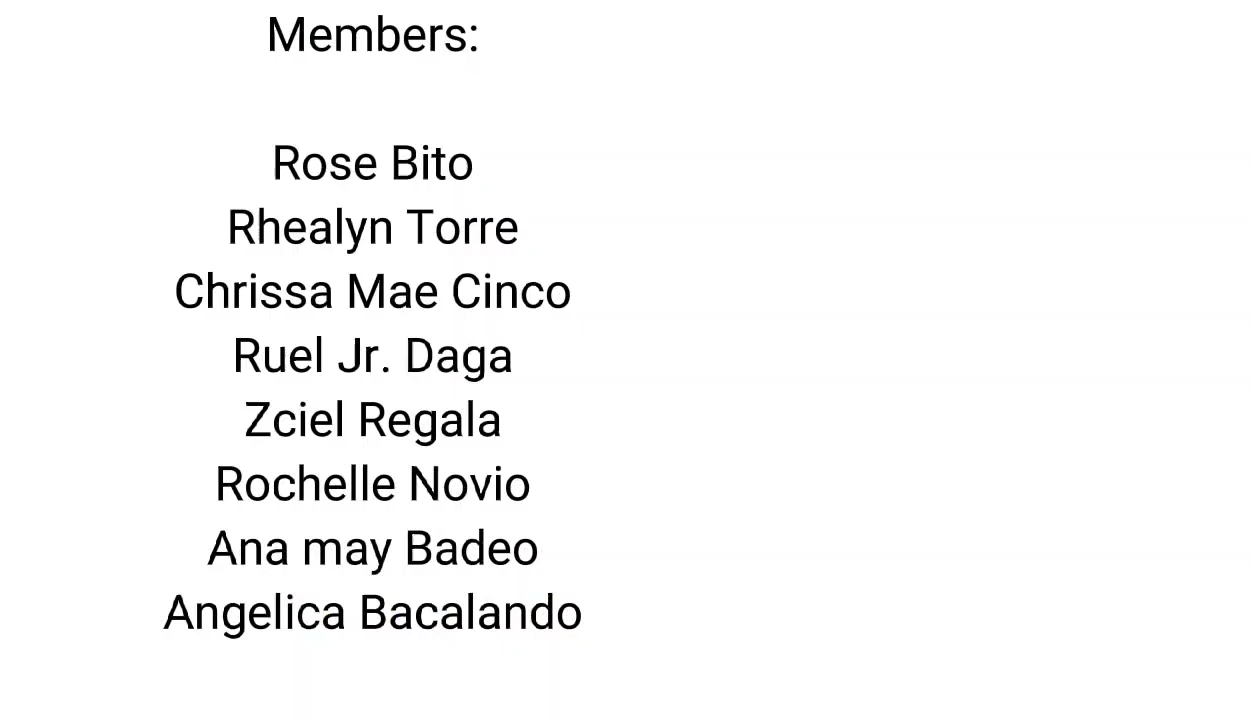 Members:
Rose Bito
Rhealyn Torre
Chrissa Mae Cinco
Ruel Jr. Daga
Zciel Regala
Rochelle Novio
Ana may Badeo
Angelica Bacalando